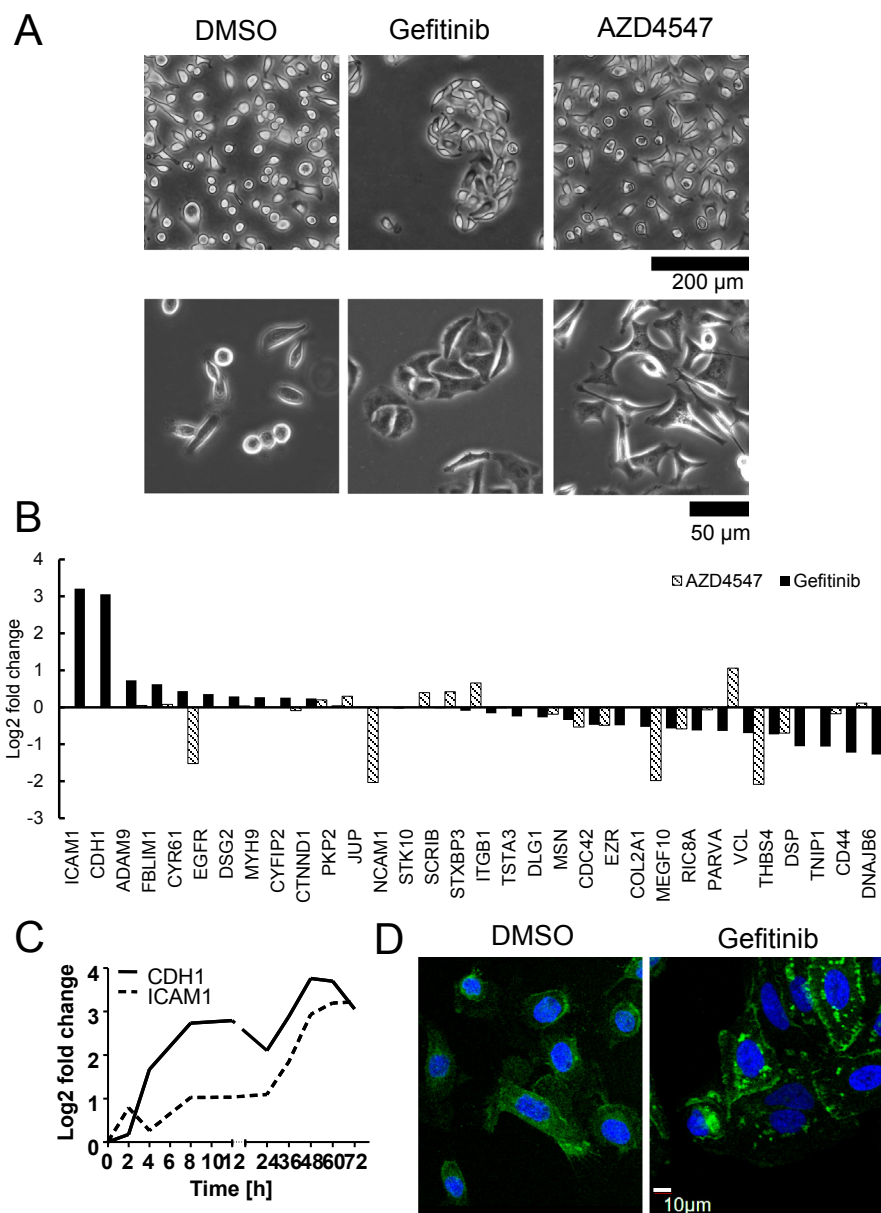 A
DMSO Gefitinib AZD4547
200 µm
50 µm
B
4
3
2
1
0
-1
-2
-3
Log2 fold change
AZD4547 Gefitinib
ICAM1
CDH1
ADAM9
FBLIM1
CYR61
EGFR
DSG2
MYH9
CYFIP2
CTNND1
PKP2
JUP
NCAM1
STK10
SCRIB
STXBP3
ITGB1
TSTA3
DLG1
MSN
CDC42
EZR
COL2A1
MEGF10
RIC8A
PARVA
VCL
THBS4
DSP
TNIP1
CD44
DNAJB6
C
4
3
2
1
0
Log2 fold change
CDH1
ICAM1
0 2 4 6 8 10 12 24 36 48 60 72
Time [h]
D
DMSO Gefitinib
10µm